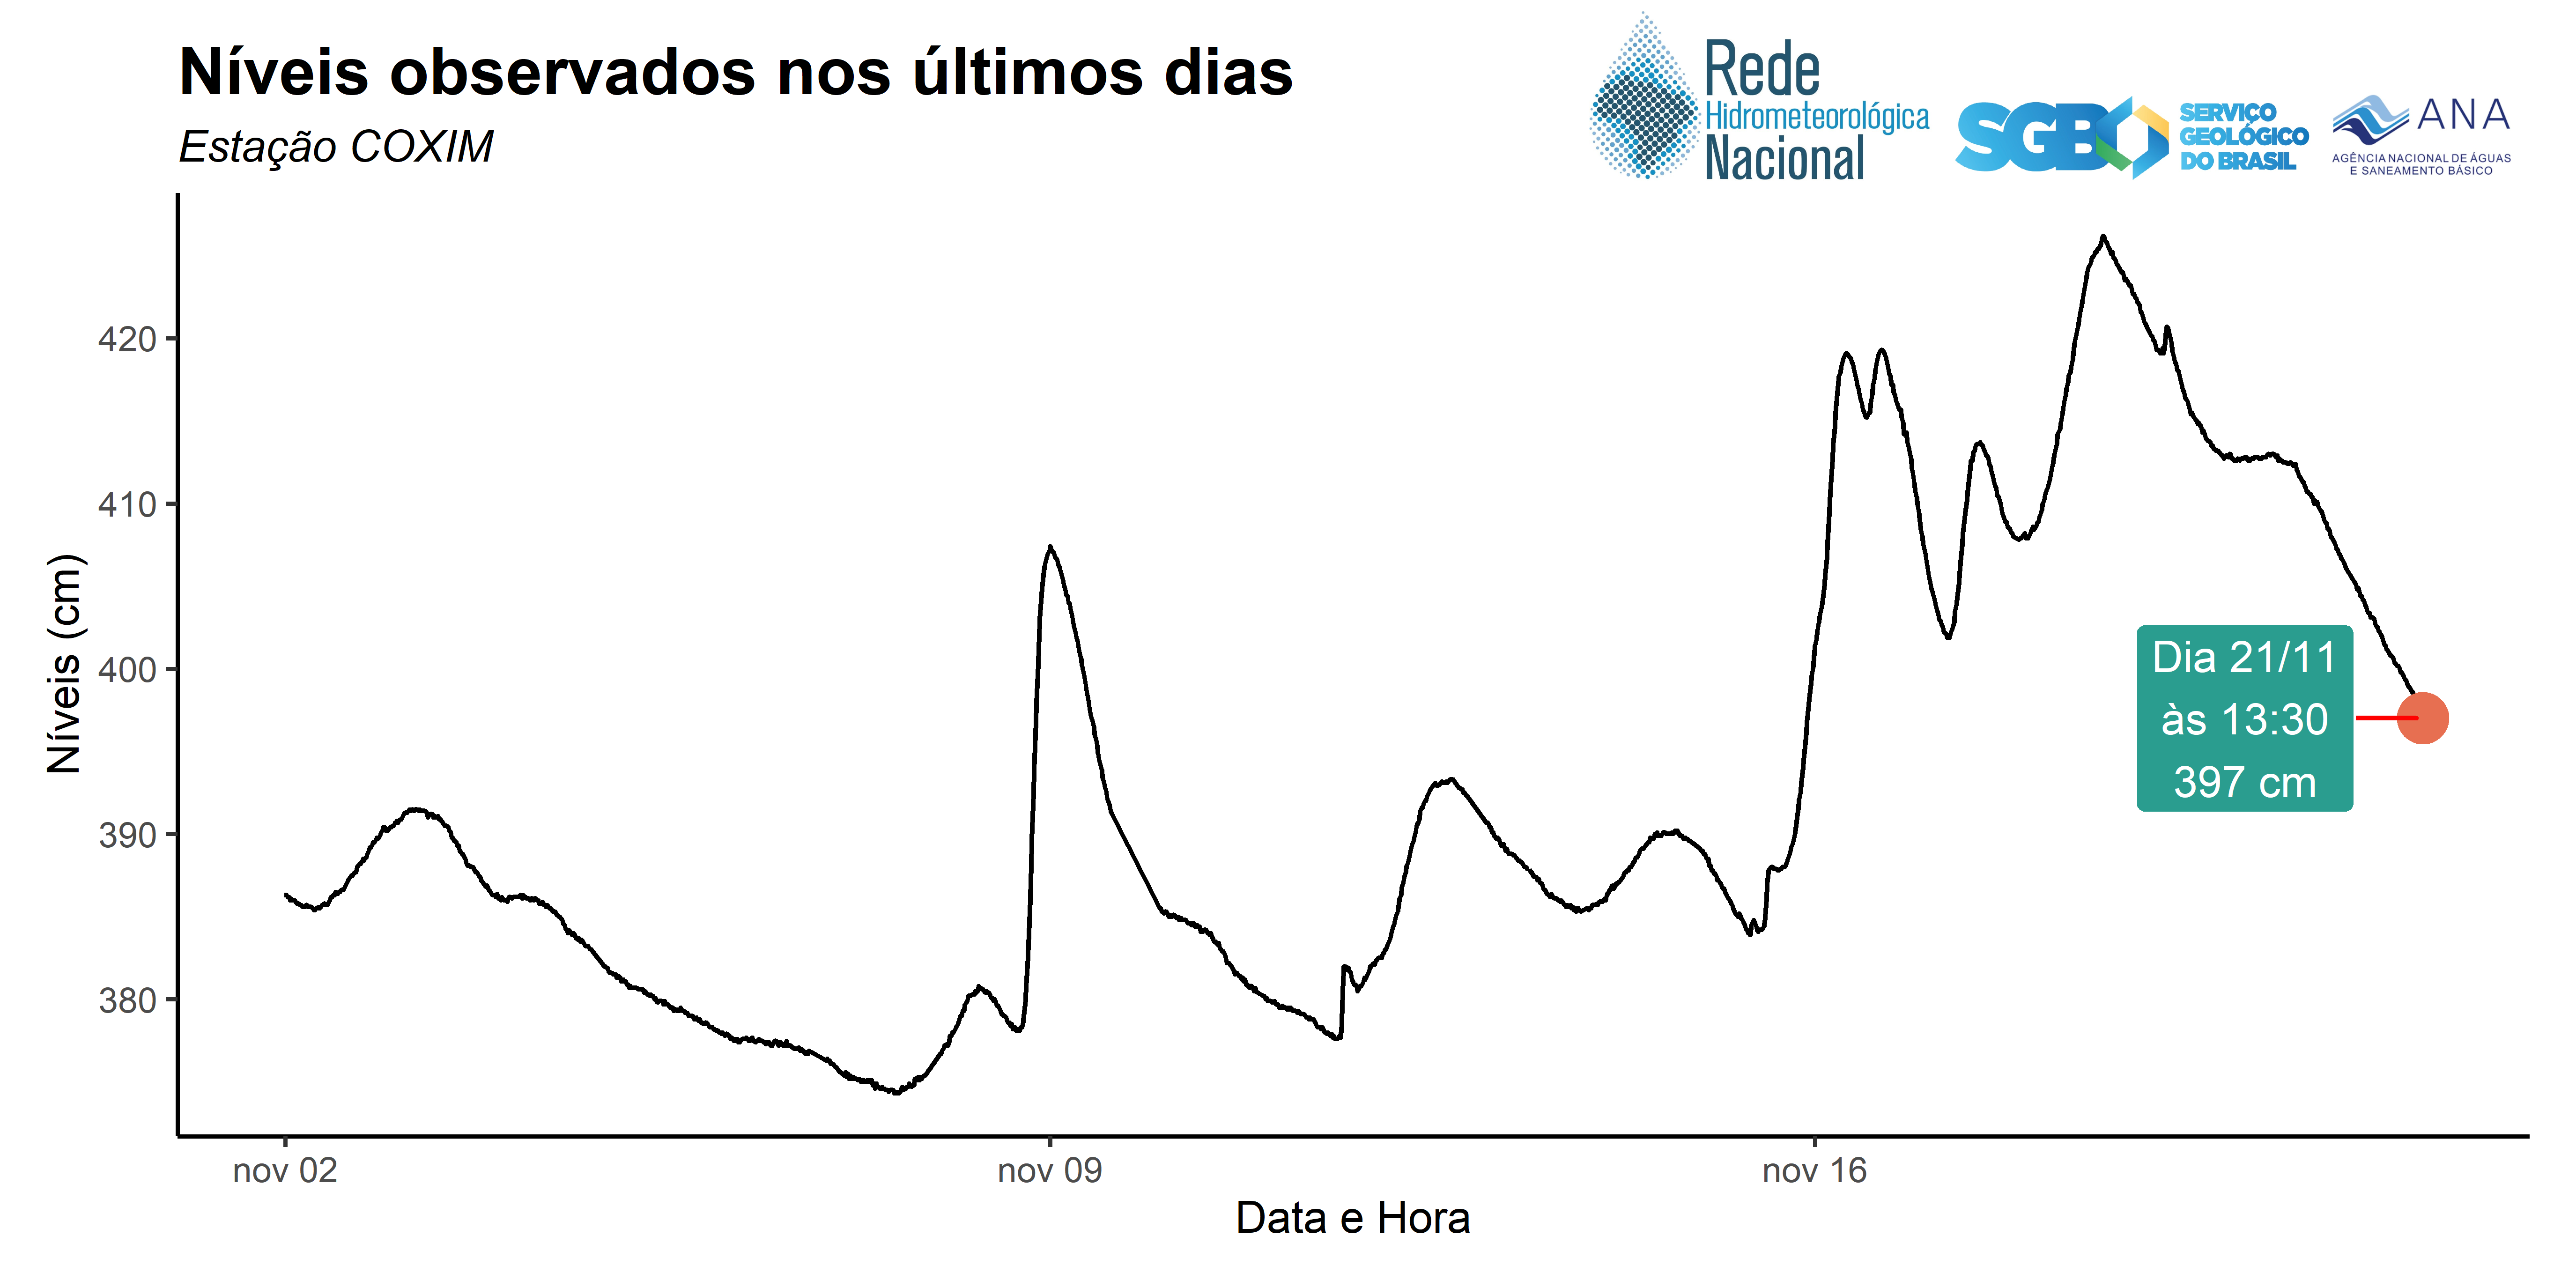 Níveis observados nos últimos dias
Estação COXIM
Rede
Hidrometeorológica
Nacional
SGB
SERVIÇO
GEOLÓGICO
DO BRASIL
ANA
AGÊNCIA NACIONAL DE ÁGUAS
E SANEAMENTO BÁSICO
Níveis (cm)
420
410
400
390
380
Dia 21/11
às 13:30
397 cm
nov 02
nov 09
nov 16
Data e Hora